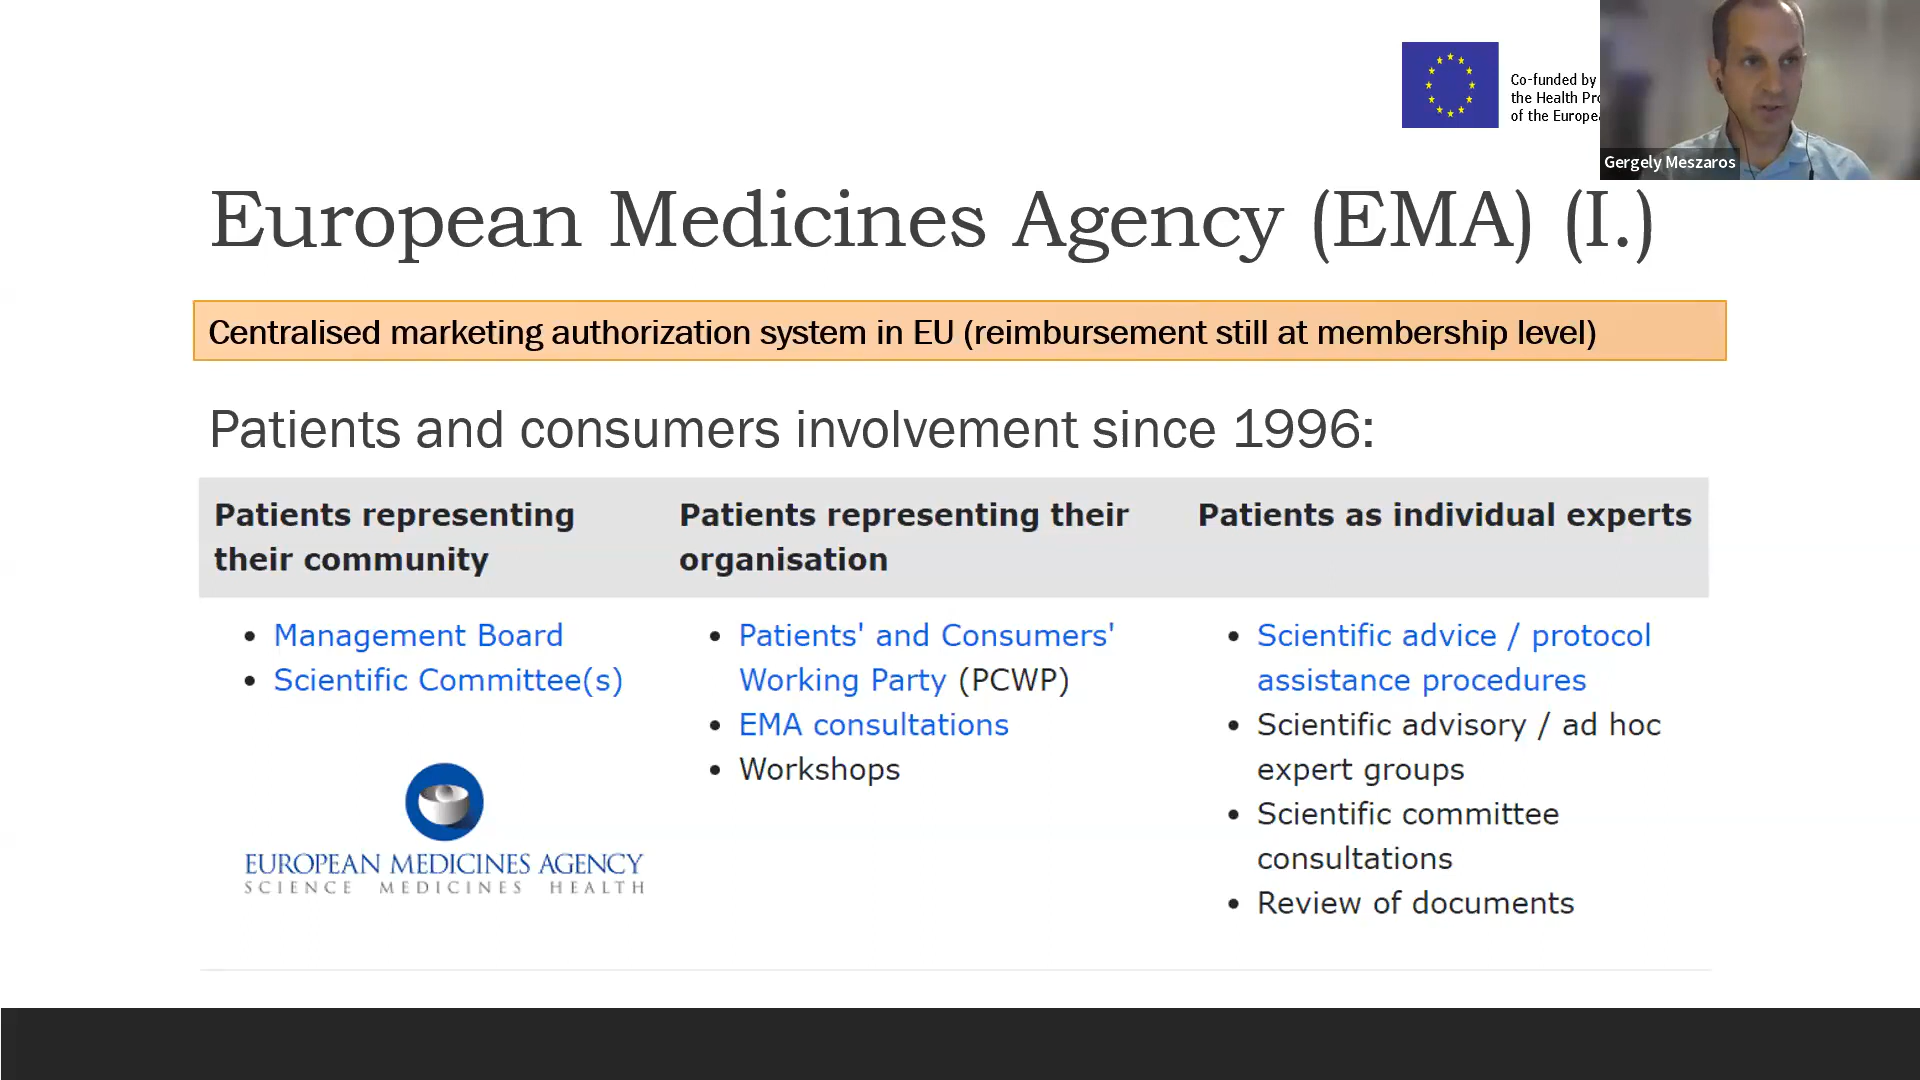 Co-funded by
the Health
of the
Gergely Meszaros
European Medicines Agency (EMA) (I.)
Centralised marketing authorization system in EU (reimbursement still at membership level)
Patients and consumers involvement since 1996:
Patients representing
their community
• Management Board
• Scientific Committee(s)
EUROPEAN MEDICINES AGENCY
SCIENCE MEDICINES HEALTH
Patients representing their
organisation
• Patients' and Consumers'
Working Party (PCWP)
• EMA consultations
• Workshops
Patients as individual experts
• Scientific advice / protocol
assistance procedures
• Scientific advisory / ad hoc
expert groups
• Scientific committee
consultations
• Review of documents